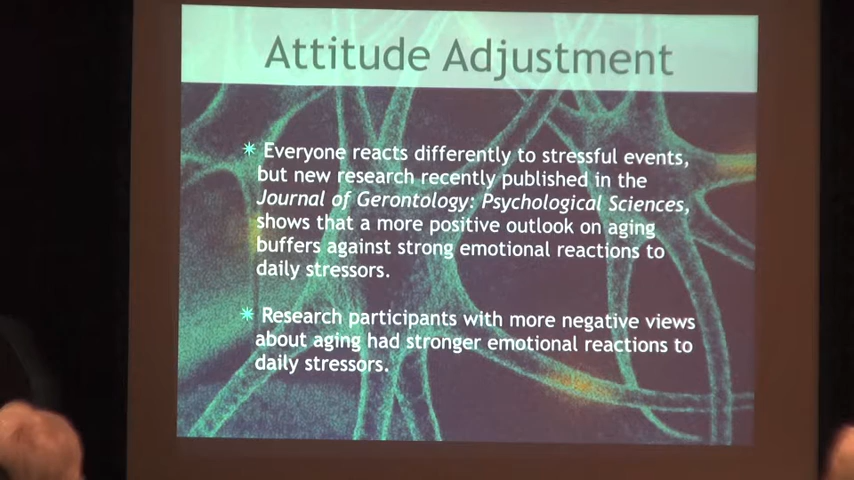 Attitude Adjustment
Everyone reacts differently to stressful events,
but new research recently published in the
Journal of Gerontology: Psychological Sciences,
shows that a more positive outlook on aging
buffers against strong emotional reactions to
daily stressors.
Research participants with more negative views
about aging had stronger emotional reactions to
daily stressors.